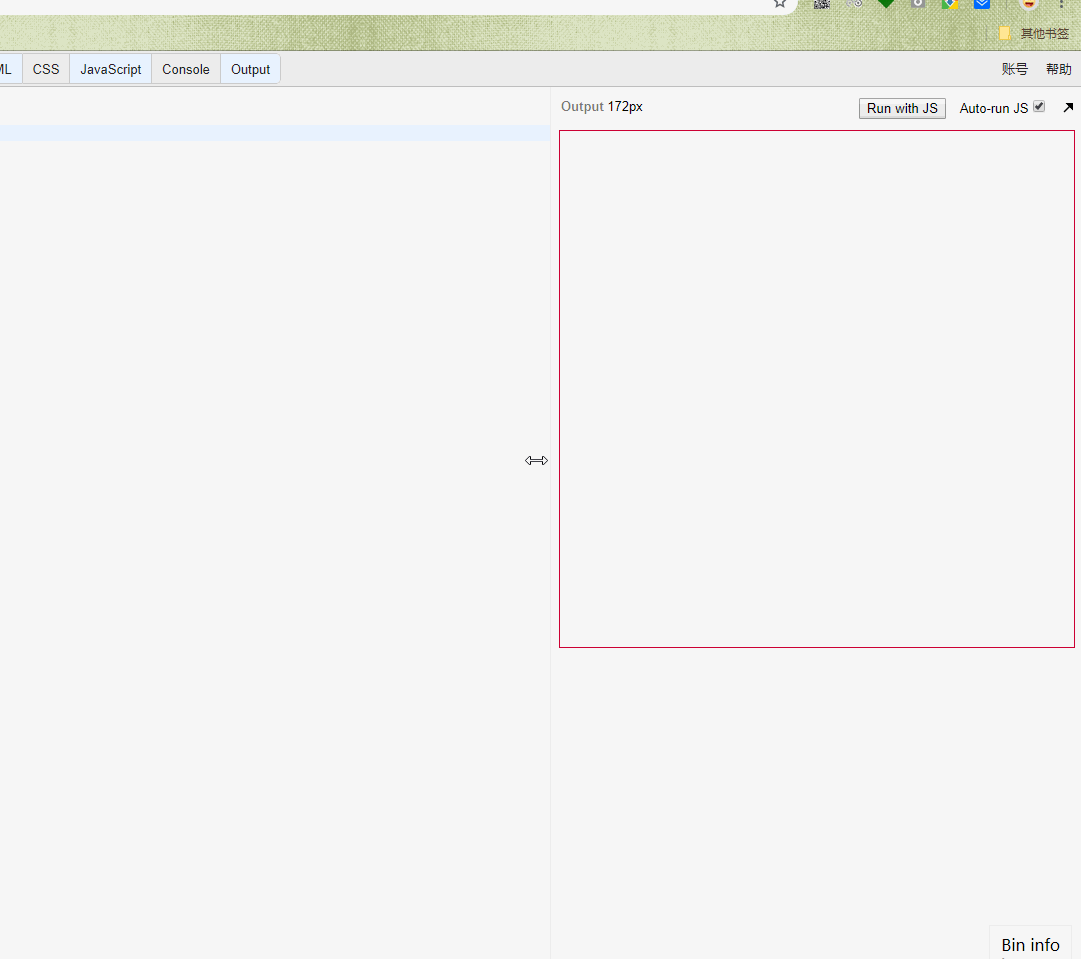 其他书签
ML CSS JavaScript Console Output 账号 帮助
Output 172px Run with JS Auto-run JS
Bin info